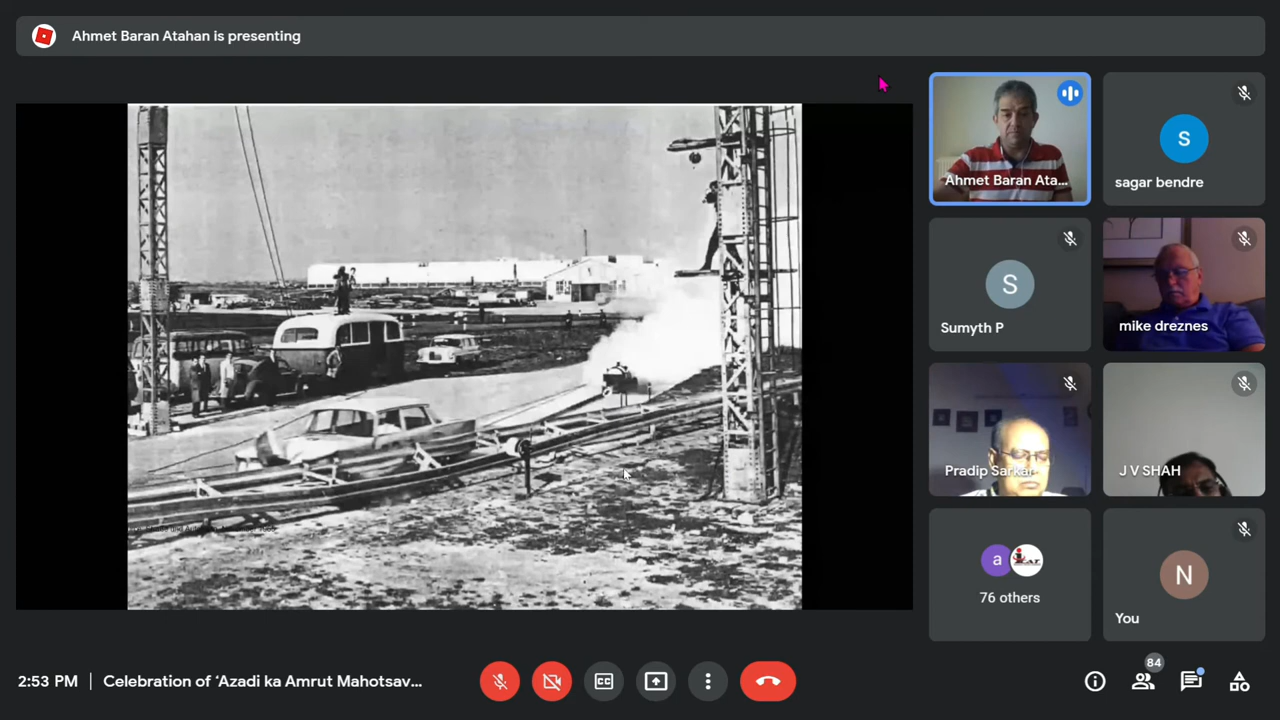 Ahmet Baran Atahan is presenting
Ahmet Baran Ata...
S
sagar bendre
S
Sumyth P
mike dreznes
Pradip Sarkar
J V SHAH
a
76 others
N
You
2:53 PM | Celebration of ‘Azadi ka Amrut Mahotsav...
84